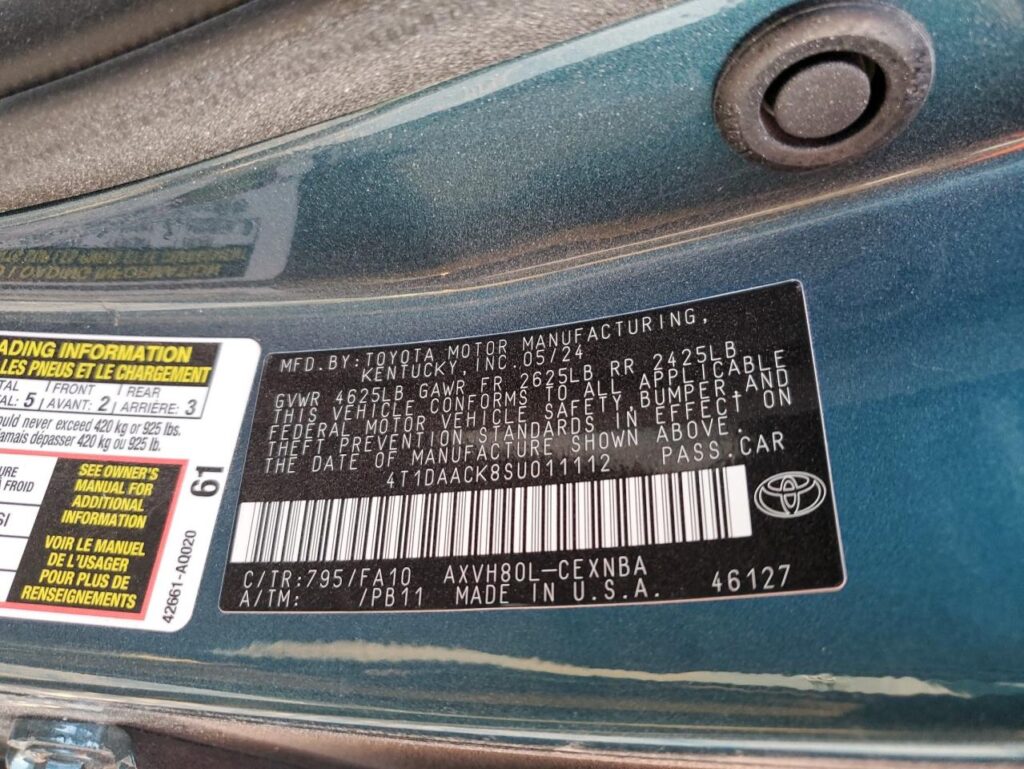 ADING INFORMATION
LES PNEUS ET LE CHARGEMENT
TAL FRONT REAR
AL: 5 AVANT: 2 ARRIÈRE: 3
ould never exceed 420 kg or 925 lbs.
amais dépasser 420 kg ou 925 lb.
URE
À FROID
SI
SEE OWNER'S
MANUAL FOR
ADDITIONAL
INFORMATION
VOIR LE MANUEL
DE L'USAGER
POUR PLUS DE
RENSEIGNEMENTS
61
42661-A0020
MFD.BY:TOYOTA MOTOR MANUFACTURING,
KENTUCKY, INC.05/24
GVWR 4625LB GAWR FR 2625LB RR 2425LB
THIS VEHICLE CONFORMS TO ALL APPLICABLE
FEDERAL MOTOR VEHICLE SAFETY, BUMPER, AND
THEFT PREVENTION STANDARDS IN EFFECT ON
THE DATE OF MANUFACTURE SHOWN ABOVE.
4T1DAACK8SU011112 PASS.CAR
C/TR:795/FA10 AXVH80L-CEXNBA
A/TM: /PB11 MADE IN U.S.A. 46127